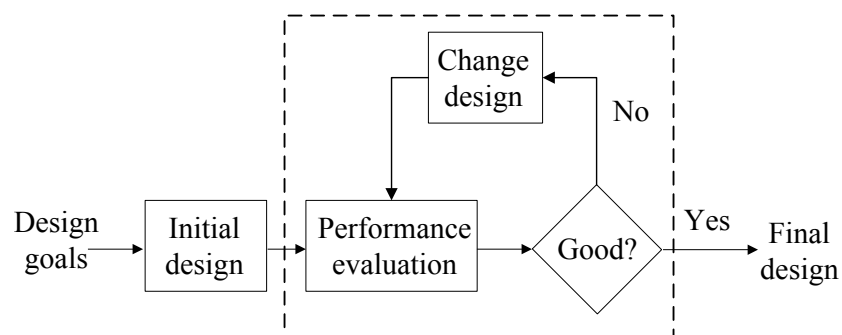 Change
design
No
Design
goals
Initial
design
Performance
evaluation
Good?
Yes
Final
design